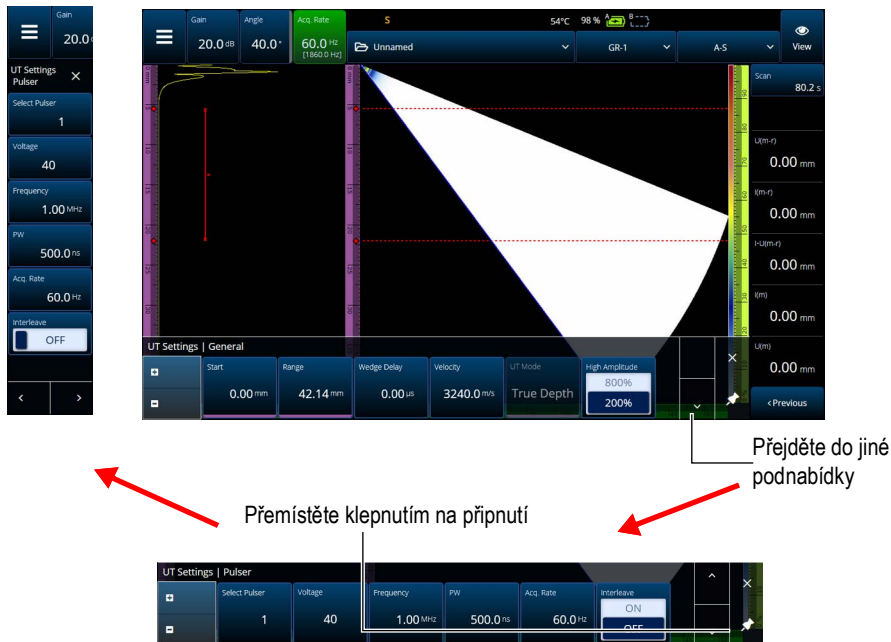 Gain
20.0
UT Settings
Pulser
Select Pulser
1
Voltage
40
Frequency
1.00 MHz
PW
500.0 ns
Acq. Rate
60.0 Hz
Interleave
OFF
Gain
20.0 dB
Angle
40.0 °
Acq. Rate
60.0 Hz
[1860.0 Hz]
S
54°C
98 %
A
B
Unnamed
GR-1
A-S
View
Scan
80.2 s
U(m-r)
0.00 mm
I(m-r)
0.00 mm
I-U(m-r)
0.00 mm
I(m)
0.00 mm
U(m)
0.00 mm
Previous
UT Settings | General
Start
0.00 mm
Range
42.14 mm
Wedge Delay
0.00 µs
Velocity
3240.0 m/s
UT Mode
True Depth
High Amplitude
800%
200%
Přejděte do jiné
podnabídky
Přemístěte klepnutím na připnutí
UT Settings | Pulser
Select Pulser
1
Voltage
40
Frequency
1.00 MHz
PW
500.0 ns
Acq. Rate
60.0 Hz
Interleave
ON
OFF